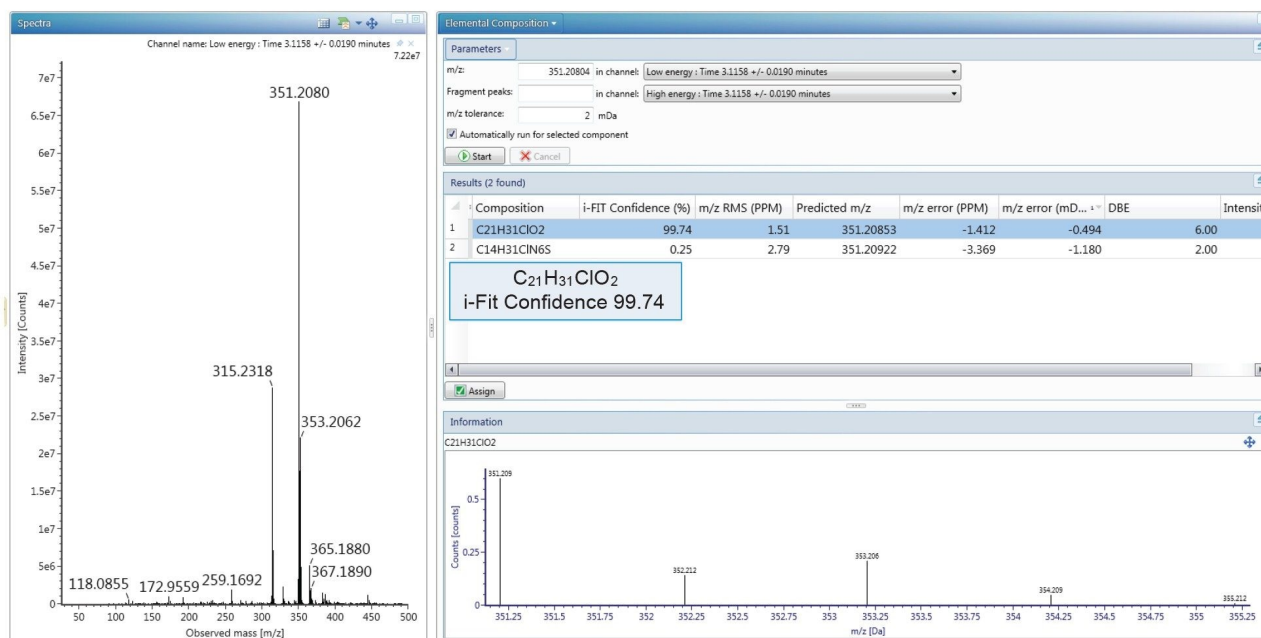 Spectra
Channel name: Low energy : Time 3.1158 +/- 0.0190 minutes
7.22e7
7e7
6.5e7
6e7
5.5e7
5e7
4.5e7
4e7
3.5e7
3e7
2.5e7
2e7
1.5e7
1e7
5e6
0
Intensity [Counts]
351.2080
315.2318
353.2062
365.1880
367.1890
259.1692
172.9559
118.0855
50 100 150 200 250 300 350 400 450 500
Observed mass [m/z]
Elemental Composition
Parameters
m/z: 351.20804 in channel: Low energy : Time 3.1158 +/- 0.0190 minutes
Fragment peaks: in channel: High energy : Time 3.1158 +/- 0.0190 minutes
m/z tolerance: 2 mDa
Automatically run for selected component
Start Cancel
Results (2 found)
Composition i-FIT Confidence (%) m/z RMS (PPM) Predicted m/z m/z error (PPM) m/z error (mD... 1 DBE Intensit
1 C21H31ClO2 99.74 1.51 351.20853 -1.412 -0.494 6.00
2 C14H31ClN6S 0.25 2.79 351.20922 -3.369 -1.180 2.00
C₂₁H₃₁ClO₂
i-Fit Confidence 99.74
Assign
Information
C21H31ClO2
Counts [counts]
0.5
0.25
0
351.209
352.212
353.206
354.209
355.212
351.25 351.5 351.75 352 352.25 352.5 352.75 353 353.25 353.5 353.75 354 354.25 354.5 354.75 355 355.25
m/z [Da]